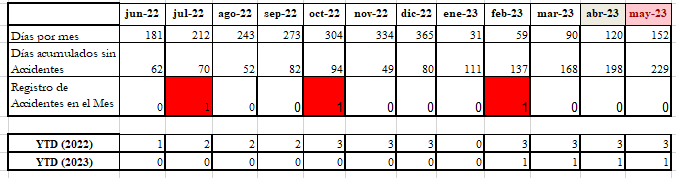 jun-22 jul-22 ago-22 sep-22 oct-22 nov-22 dic-22 ene-23 feb-23 mar-23 abr-23 may-23
Días por mes 181 212 243 273 304 334 365 31 59 90 120 152
Días acumulados sin
Accidentes 62 70 52 82 94 49 80 111 137 168 198 229
Registro de
Accidentes en el Mes 0 1 0 0 1 0 0 0 1 0 0 0
YTD (2022) 1 2 2 2 3 3 3 0 3 3 3 3
YTD (2023) 0 0 0 0 0 0 0 0 1 1 1 1